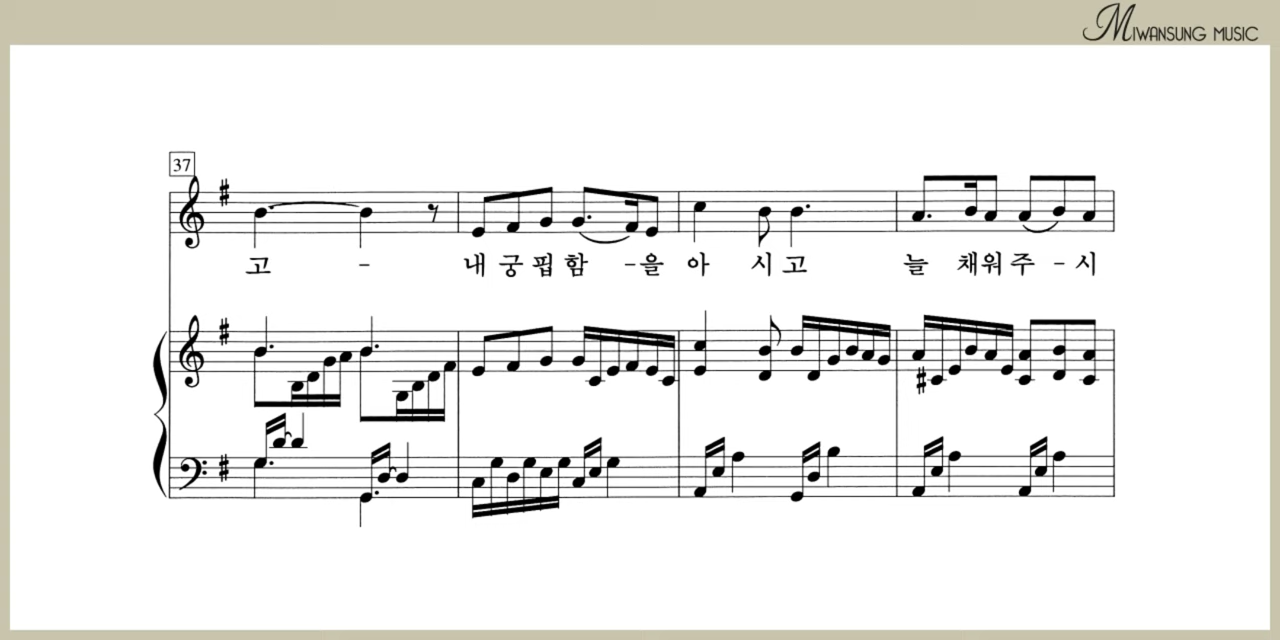 MIWANSUNG MUSIC
37
고 - 내 궁 핍 함 - 을 아 시 고 늘 채 워 주 - 시